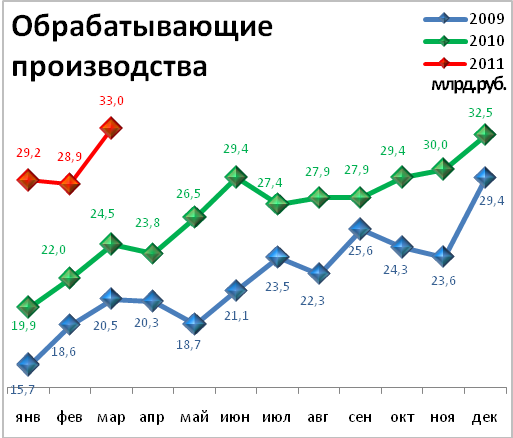 Обрабатывающие
производства
2009
2010
2011
млрд.руб.
29,2 28,9 33,0
19,9 22,0 24,5 23,8 26,5 29,4 27,4 27,9 27,9 29,4 30,0 32,5
15,7 18,6 20,5 20,3 18,7 21,1 23,5 22,3 25,6 24,3 23,6 29,4
янв фев мар апр май июн июл авг сен окт ноя дек